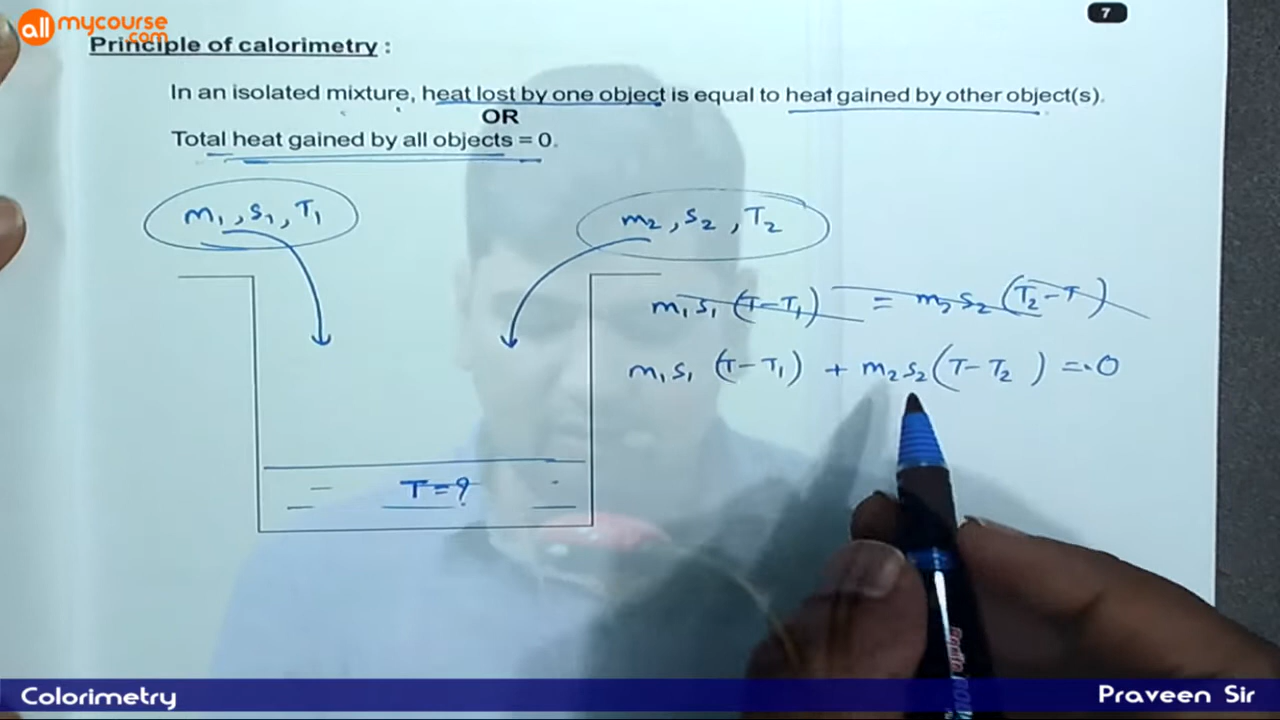 7
all mycourse
.com
Principle of calorimetry :
In an isolated mixture, heat lost by one object is equal to heat gained by other object(s).
OR
Total heat gained by all objects = 0.
m₁, s₁, T₁
m₂, s₂, T₂
m₁s₁ (T-T₁) = m₂s₂ (T₂-T)
m₁s₁ (T-T₁) + m₂s₂ (T-T₂) = 0
T = ?
Colorimetry
Praveen Sir